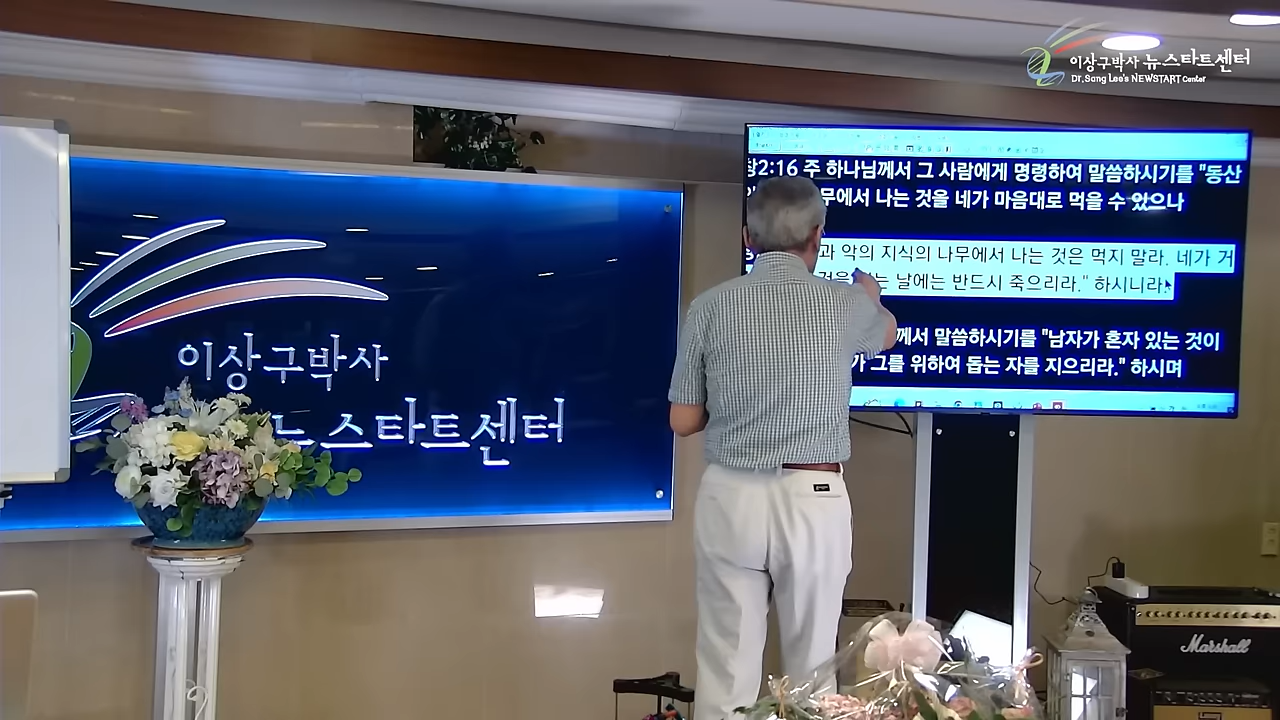 이상구박사 뉴스타트센터
Dr.Sang Lee's NEWSTART Center
창2:16 주 하나님께서 그 사람에게 명령하여 말씀하시기를 "동산
무에서 나는 것을 네가 마음대로 먹을 수 있으나
과 악의 지식의 나무에서 나는 것은 먹지 말라. 네가 거
날에는 반드시 죽으리라." 하시니라
께서 말씀하시기를 "남자가 혼자 있는 것이
가 그를 위하여 돕는 자를 지으리라." 하시며
이상구박사
뉴스타트센터
Marshall